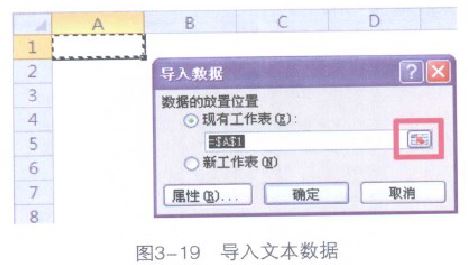 A B C D
1
2
3
4
5
6
7
8
导入数据
数据的放置位置
现有工作表(E):
=$A$1
新工作表(N)
属性(R)... 确定 取消
图3-19 导入文本数据